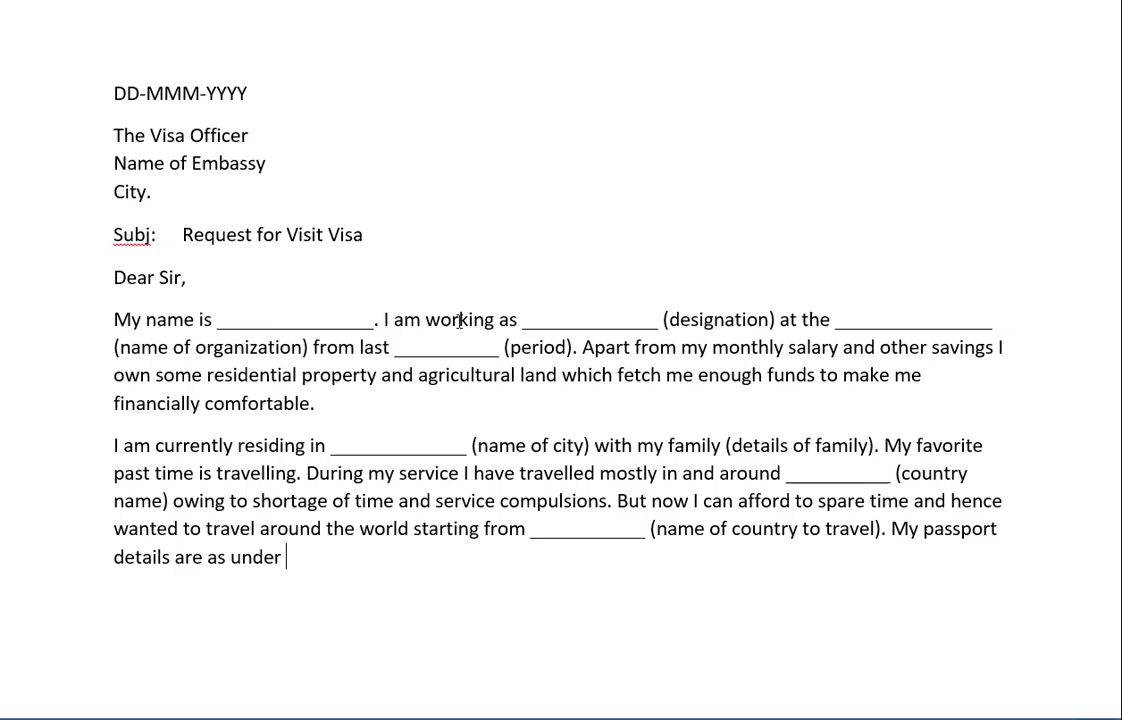 DD-MMM-YYYY
The Visa Officer
Name of Embassy
City.
Subj: Request for Visit Visa
Dear Sir,
My name is _______________. I am working as _____________ (designation) at the _______________
(name of organization) from last __________ (period). Apart from my monthly salary and other savings I
own some residential property and agricultural land which fetch me enough funds to make me
financially comfortable.
I am currently residing in _____________ (name of city) with my family (details of family). My favorite
past time is travelling. During my service I have travelled mostly in and around __________ (country
name) owing to shortage of time and service compulsions. But now I can afford to spare time and hence
wanted to travel around the world starting from ___________ (name of country to travel). My passport
details are as under